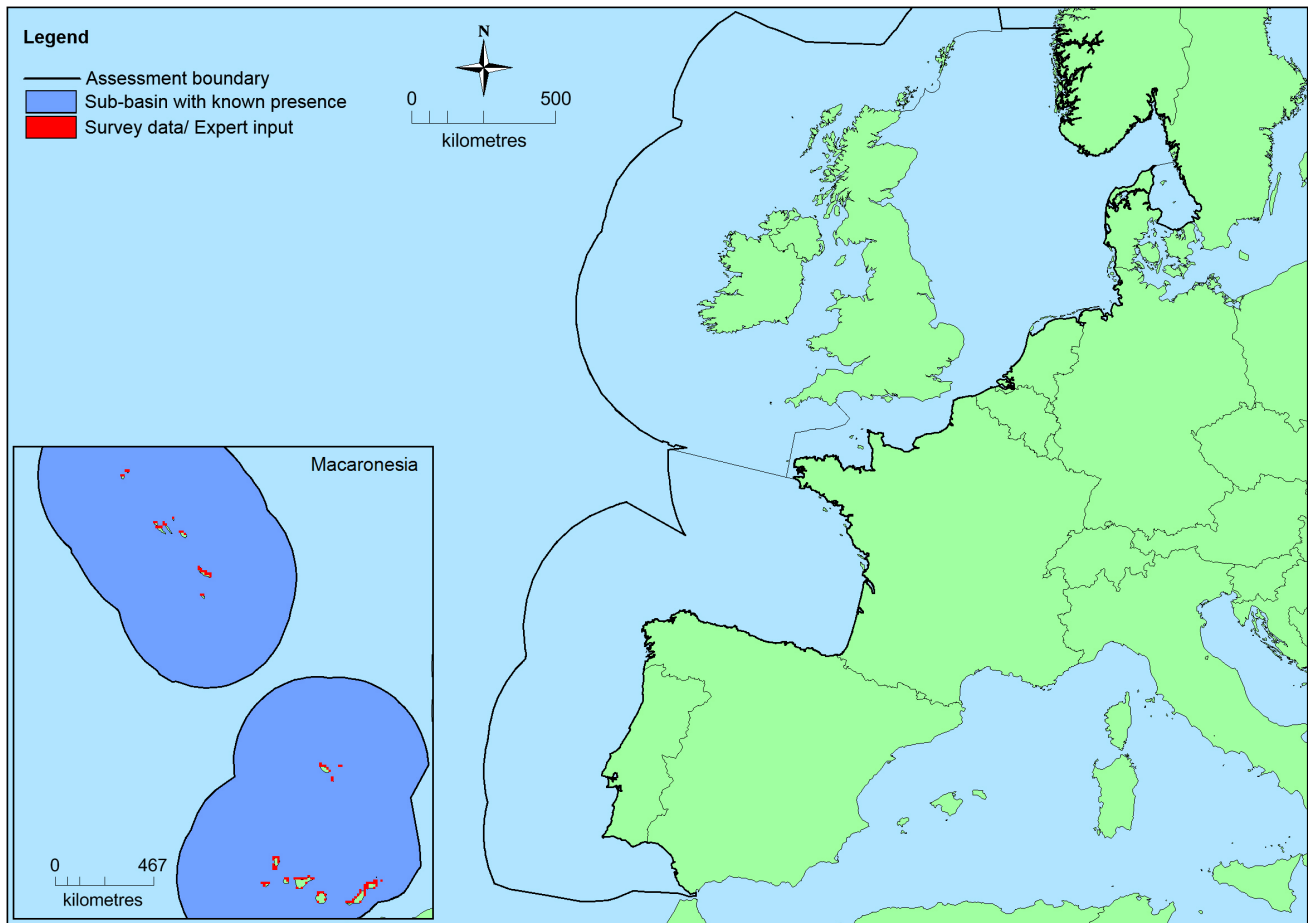 Legend
Assessment boundary
Sub-basin with known presence
Survey data/ Expert input
N
0 500
kilometres
Macaronesia
0 467
kilometres